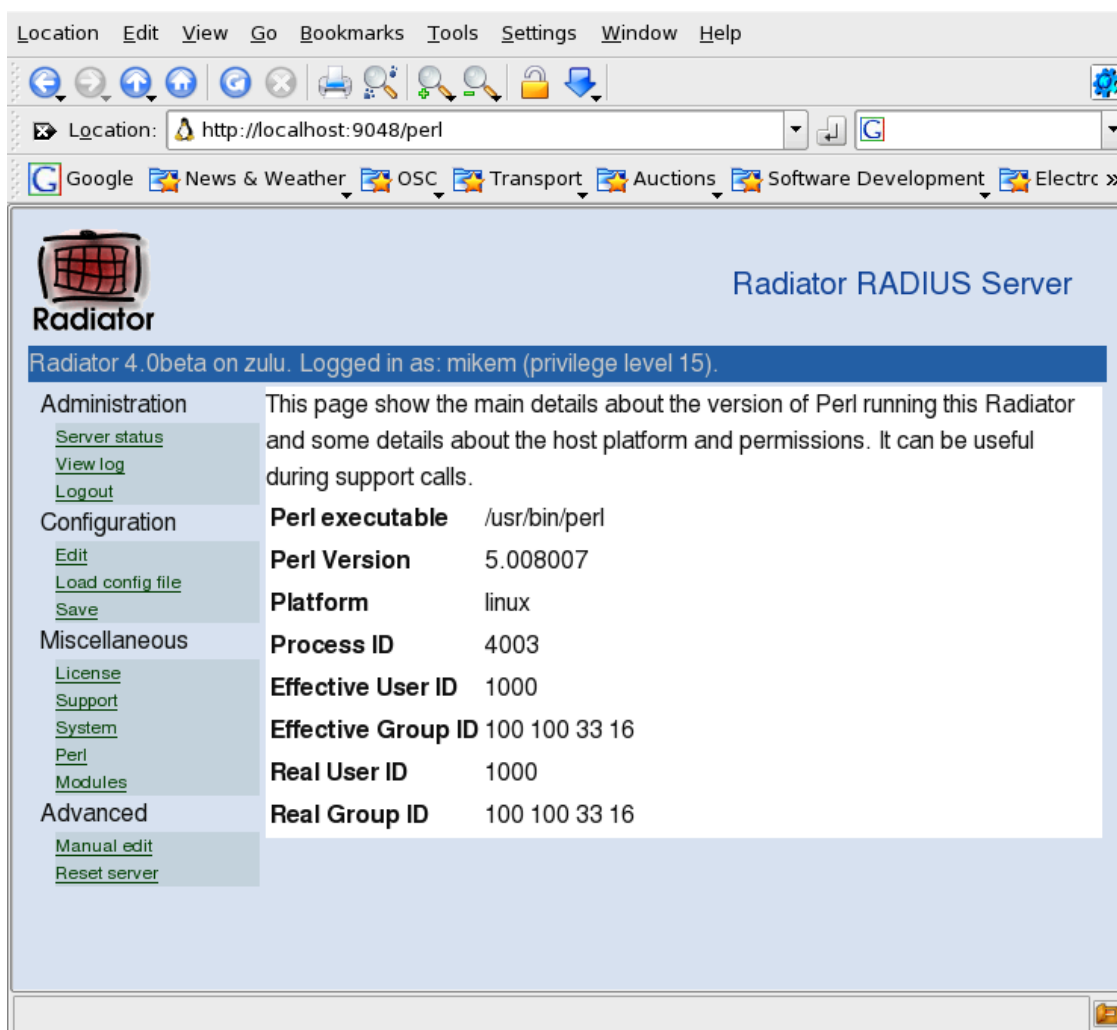 Location Edit View Go Bookmarks Tools Settings Window Help
Location: http://localhost:9048/perl
Google News & Weather OSC Transport Auctions Software Development Electrc »
Radiator
Radiator RADIUS Server
Radiator 4.0beta on zulu. Logged in as: mikem (privilege level 15).
Administration
Server status
View log
Logout
Configuration
Edit
Load config file
Save
Miscellaneous
License
Support
System
Perl
Modules
Advanced
Manual edit
Reset server
This page show the main details about the version of Perl running this Radiator
and some details about the host platform and permissions. It can be useful
during support calls.
Perl executable /usr/bin/perl
Perl Version 5.008007
Platform linux
Process ID 4003
Effective User ID 1000
Effective Group ID 100 100 33 16
Real User ID 1000
Real Group ID 100 100 33 16